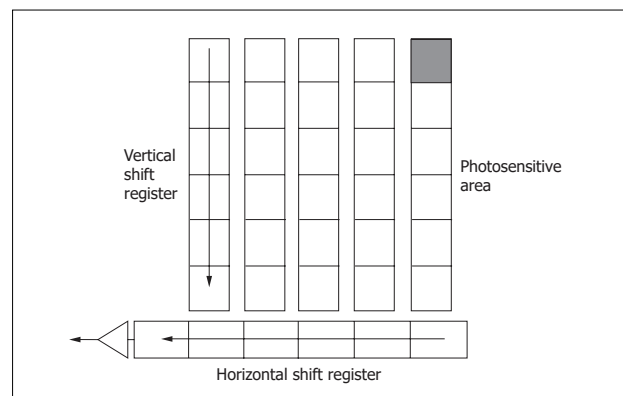 Vertical
shift
register
Photosensitive
area
Horizontal shift register